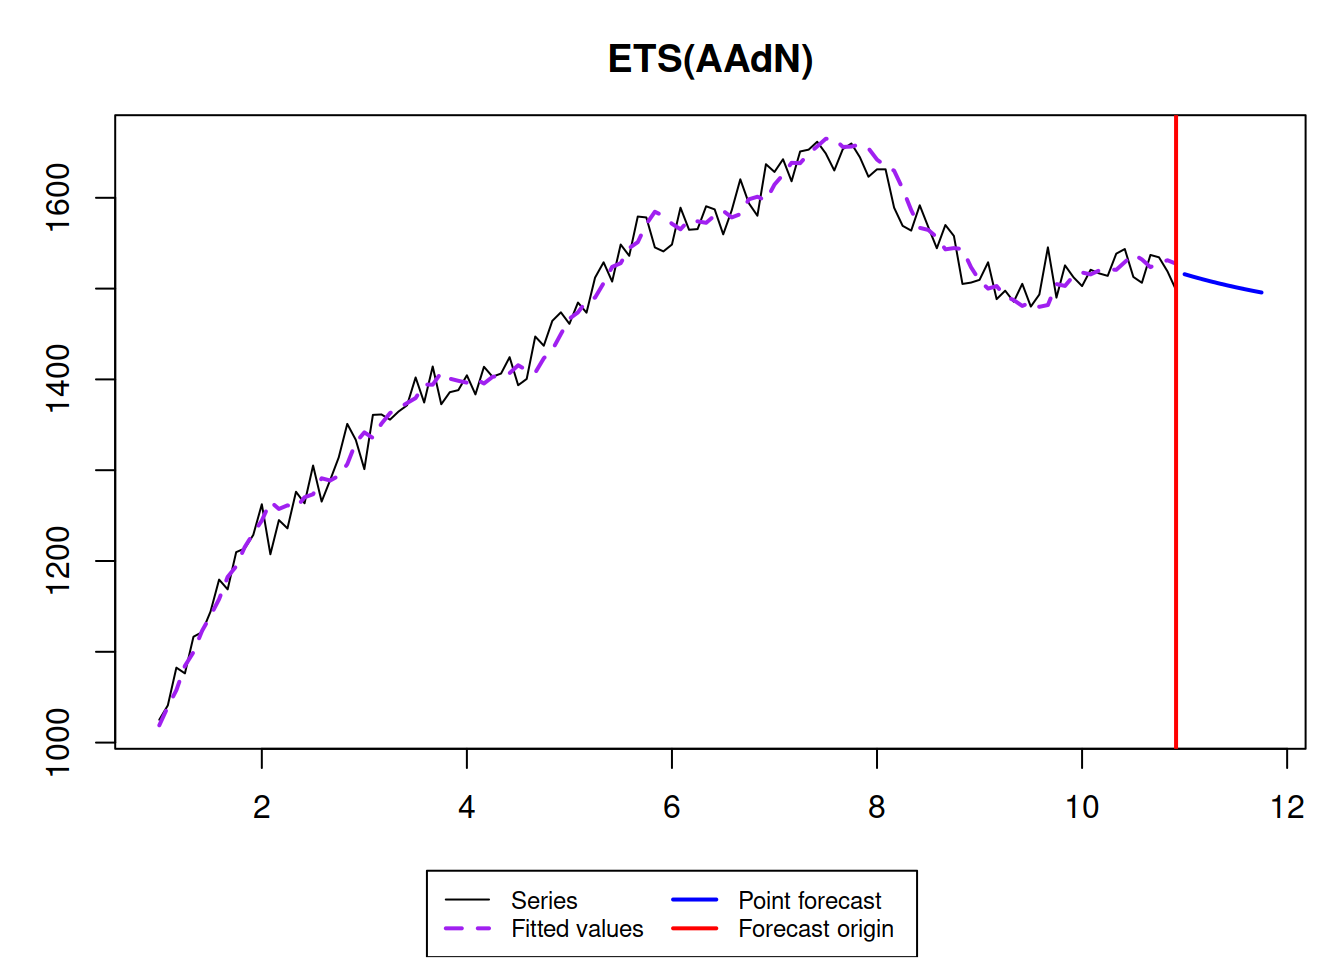 ETS(AAdN)
1600
1400
1200
1000
2 4 6 8 10 12
Series Point forecast
Fitted values Forecast origin